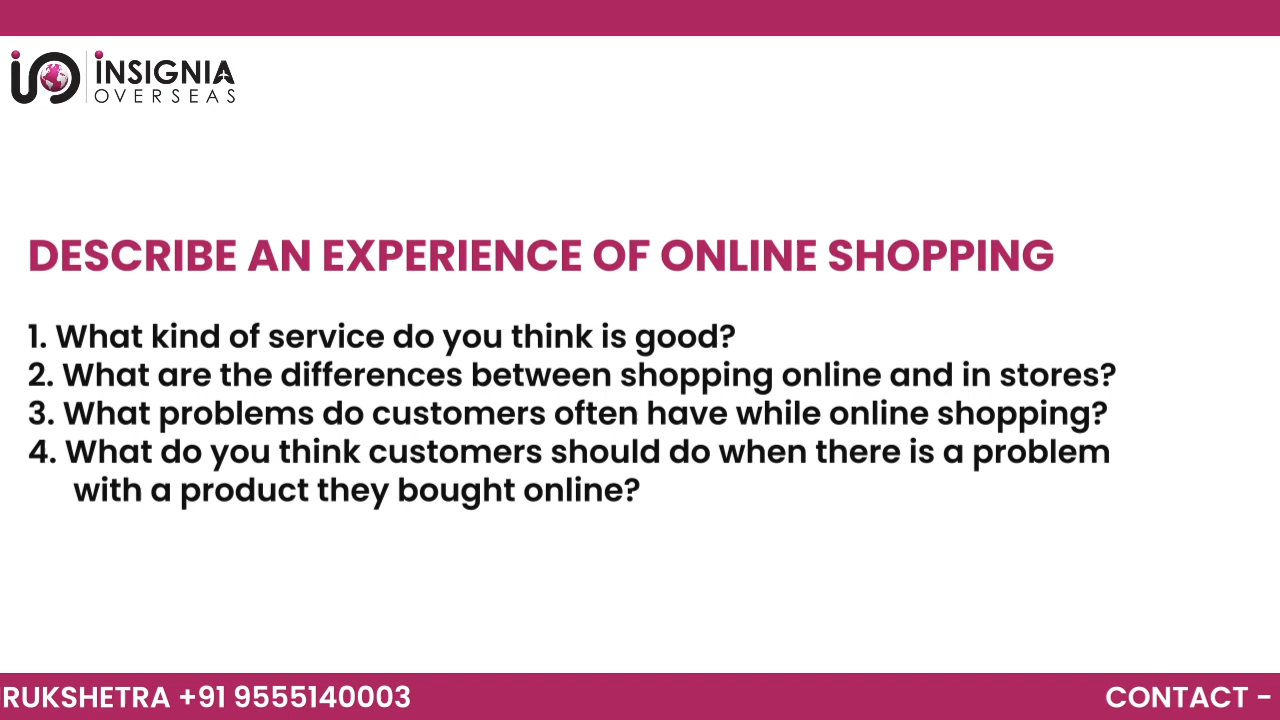 INSIGNIA
OVERSEAS
DESCRIBE AN EXPERIENCE OF ONLINE SHOPPING
1. What kind of service do you think is good?
2. What are the differences between shopping online and in stores?
3. What problems do customers often have while online shopping?
4. What do you think customers should do when there is a problem
with a product they bought online?
RUKSHETRA +91 9555140003
CONTACT -